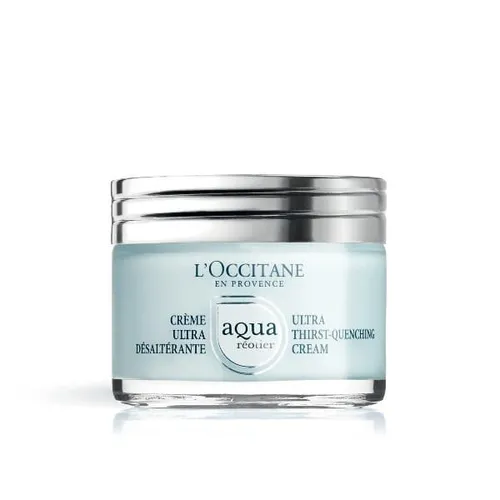 L'OCCITANE
EN PROVENCE
CRÈME
ULTRA
DÉSALTÉRANTE
aqua
réotier
ULTRA
THIRST-QUENCHING
CREAM